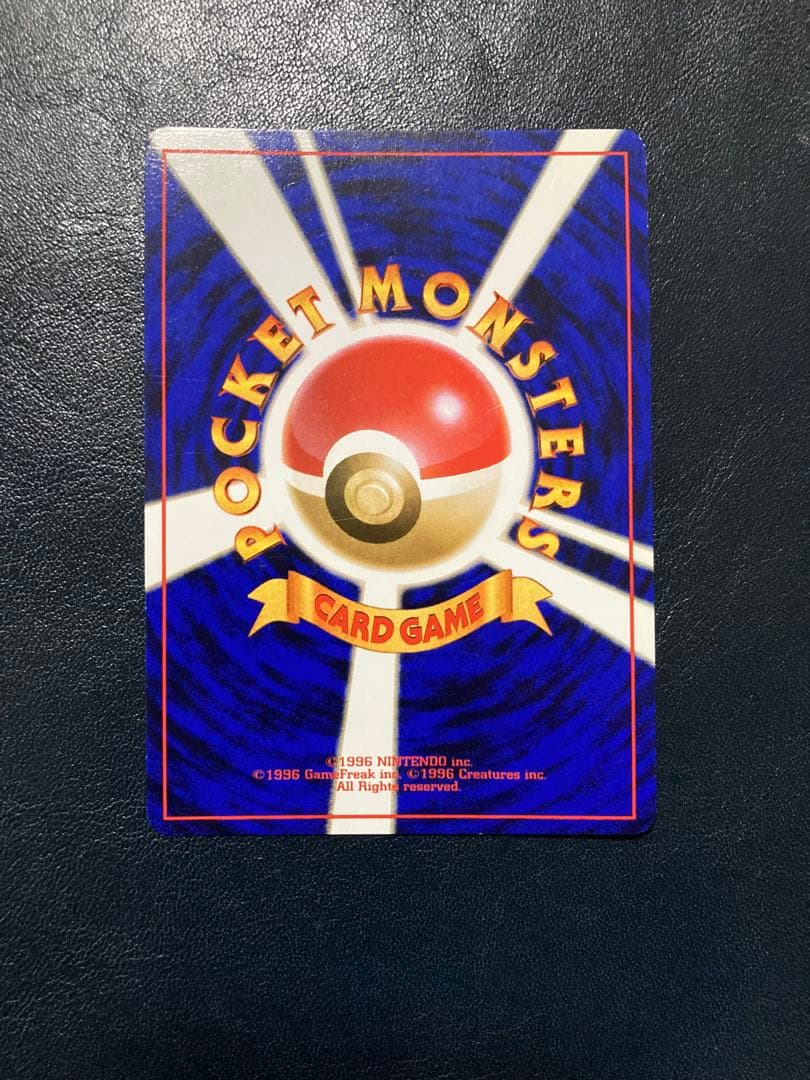 POCKET MONSTERS
CARD GAME
©1996 NINTENDO inc.
©1996 GameFreak inc. ©1996 Creatures inc.
All Rights reserved.